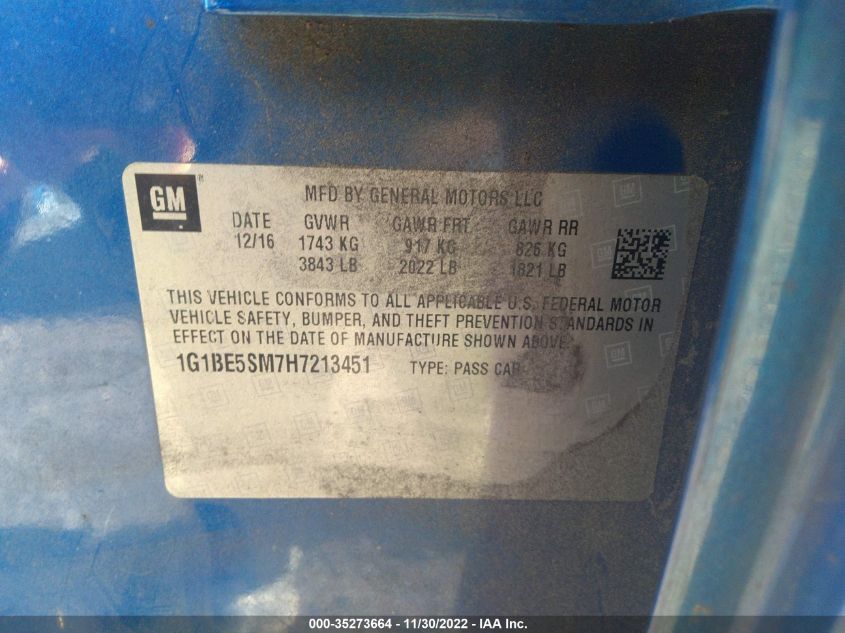 GM
MFD BY GENERAL MOTORS LLC
DATE GVWR GAWR FRT GAWR RR
12/16 1743 KG 917 KG 826 KG
3843 LB 2022 LB 1821 LB
THIS VEHICLE CONFORMS TO ALL APPLICABLE U.S. FEDERAL MOTOR
VEHICLE SAFETY, BUMPER, AND THEFT PREVENTION STANDARDS IN
EFFECT ON THE DATE OF MANUFACTURE SHOWN ABOVE.
1G1BE5SM7H7213451 TYPE: PASS CAR
000-35273664 - 11/30/2022 - IAA Inc.